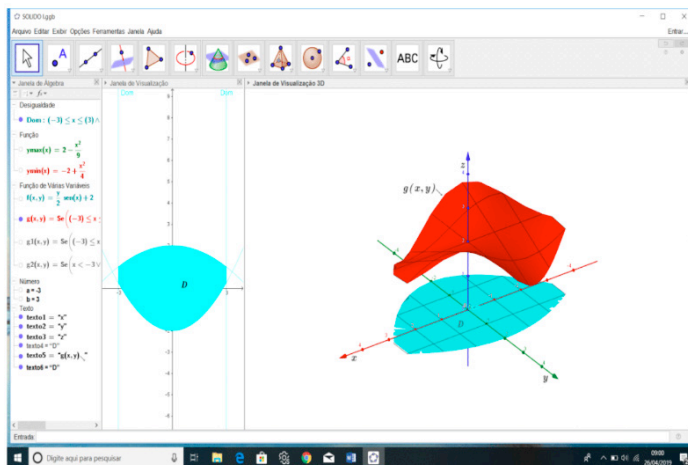 SOLIDO I.ggb
Arquivo Editar Exibir Opções Ferramentas Janela Ajuda
Entrar...
ABC
Janela de Álgebra
Janela de Visualização
Janela de Visualização 3D
Desigualdade
Dom : (−3) ≤ x ≤ (3) ∧
Função
ymax(x) = 2 − x²/9
ymin(x) = −2 + x²/4
Função de Várias Variáveis
f(x, y) = y/2 sen(x) + 2
g(x, y) = Se((−3) ≤ x ≤
g1(x, y) = Se((−3) ≤ x
g2(x, y) = Se(x < −3 ∨
Número
a = -3
b = 3
Texto
texto1 = "x"
texto2 = "y"
texto3 = "z"
texto4 = "D"
texto5 = "g(x,y)
texto6 = "D"
Dom
Dom
D
g(x, y)
z
D
x
y
Entrada:
Digite aqui para pesquisar
09:00
26/04/2019